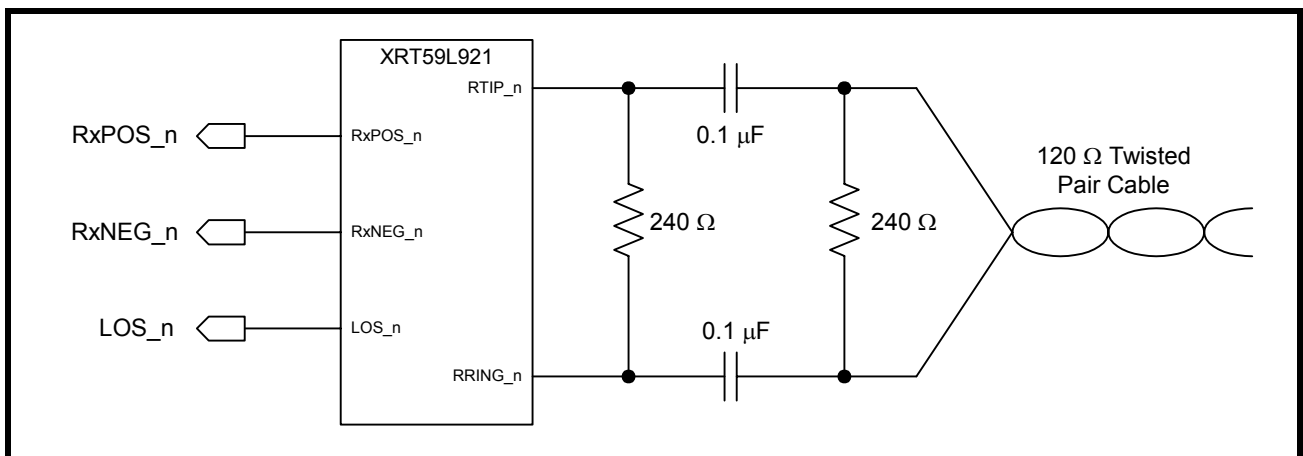 XRT59L921
RTIP_n
RxPOS_n
RxPOS_n
0.1 μF
120 Ω Twisted
Pair Cable
RxNEG_n
RxNEG_n
240 Ω
240 Ω
LOS_n
LOS_n
0.1 μF
RRING_n